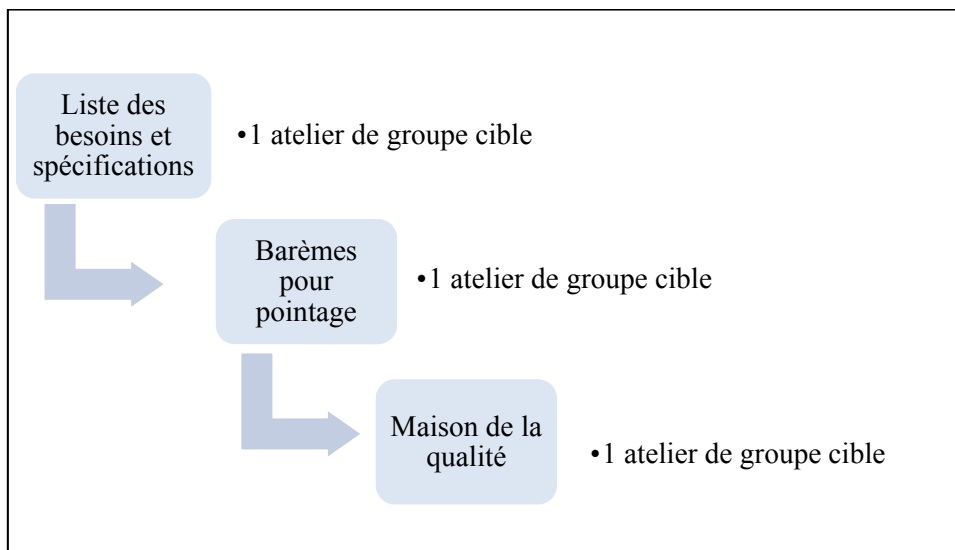 Liste des
besoins et
spécifications
•1 atelier de groupe cible
Barèmes
pour
pointage
•1 atelier de groupe cible
Maison de la
qualité
•1 atelier de groupe cible